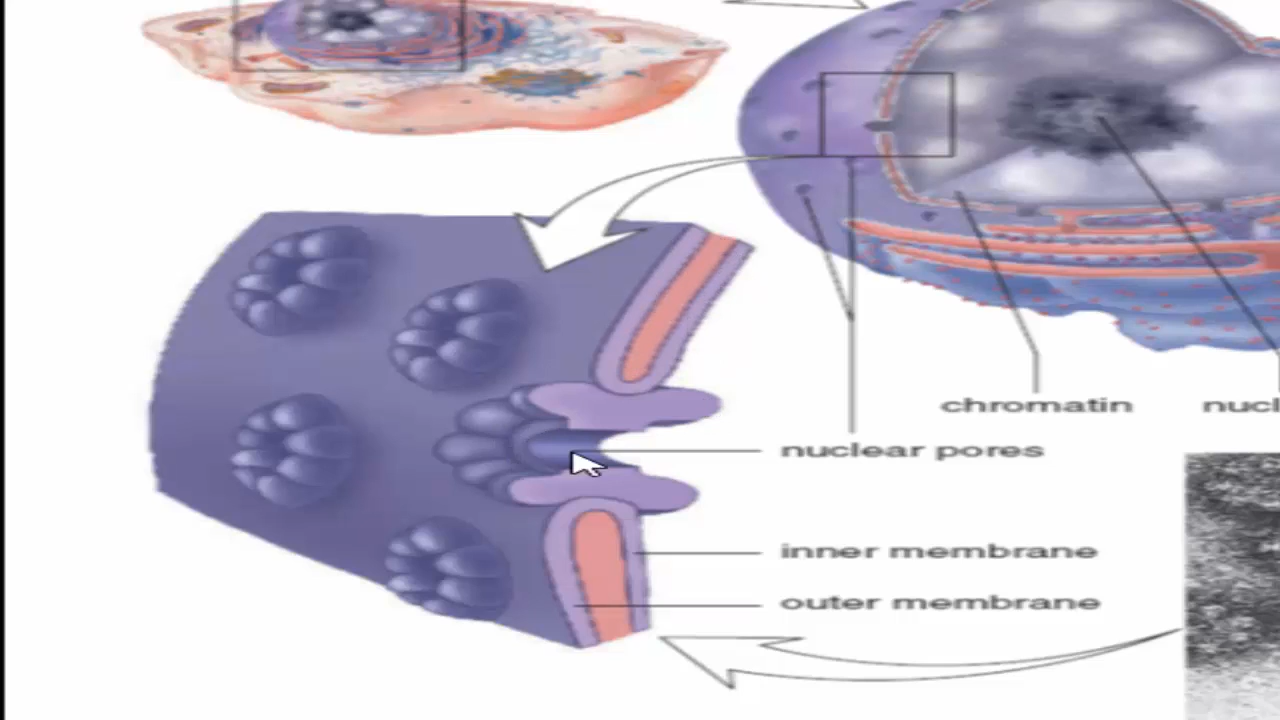 chromatin
nucl
nuclear pores
inner membrane
outer membrane